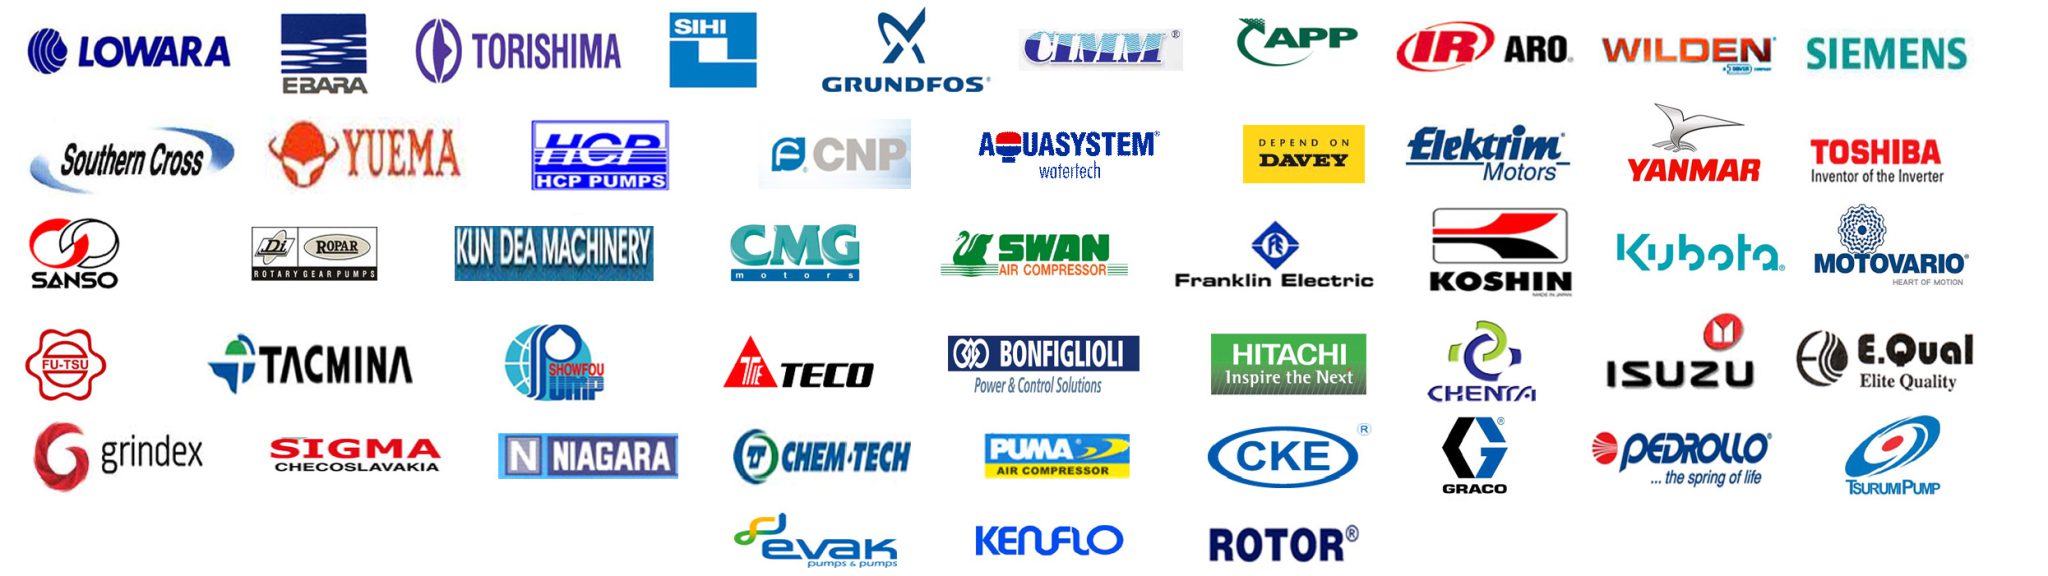 LOWARA
EBARA
TORISHIMA
SIHI
GRUNDFOS®
CIMM®
APP
IR ARO
WILDEN
SIEMENS
Southern Cross
YUEMA
HCP
HCP PUMPS
CNP
AQUASYSTEM®
watertech
DEPEND ON
DAVEY
Elektrim®
Motors
YANMAR
TOSHIBA
Inventor of the Inverter
SANSO
Di ROPAR
ROTARY GEAR PUMPS
KUN DEA MACHINERY
CMG
motors
SWAN
AIR COMPRESSOR
Franklin Electric
KOSHIN
MADE IN JAPAN
Kubota®
MOTOVARIO®
HEART OF MOTION
FU-TSU
TACMINA
SHOWFOU
PUMP
TECO
BONFIGLIOLI
Power & Control Solutions
HITACHI
Inspire the Next
CHENTA
ISUZU
E.Qual
Elite Quality
grindex
SIGMA
CHECOSLAVAKIA
N NIAGARA
CHEM·TECH
PUMA®
AIR COMPRESSOR
CKE®
GRACO
PEDROLLO®
... the spring of life
TSURUMI PUMP
evak
pumps & pumps
KENFLO
ROTOR®